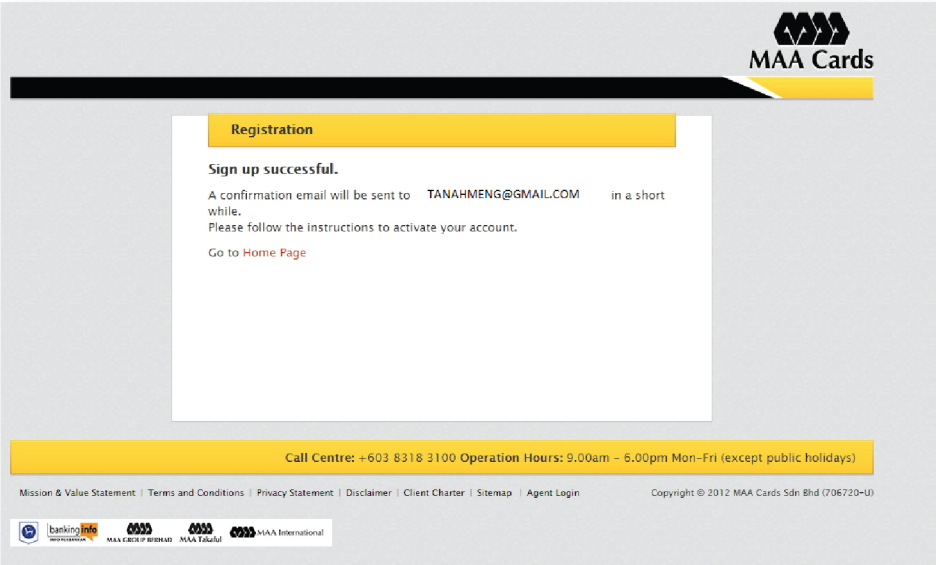 MAA Cards
Registration
Sign up successful.
A confirmation email will be sent to TANAHMENG@GMAIL.COM in a short
while.
Please follow the instructions to activate your account.
Go to Home Page
Call Centre: +603 8318 3100 Operation Hours: 9.00am - 6.00pm Mon-Fri (except public holidays)
Mission & Value Statement | Terms and Conditions | Privacy Statement | Disclaimer | Client Charter | Sitemap | Agent Login
Copyright © 2012 MAA Cards Sdn Bhd (706720-U)
bankinginfo
MAA GROUP BERHAD
MAA Takaful
MAA International